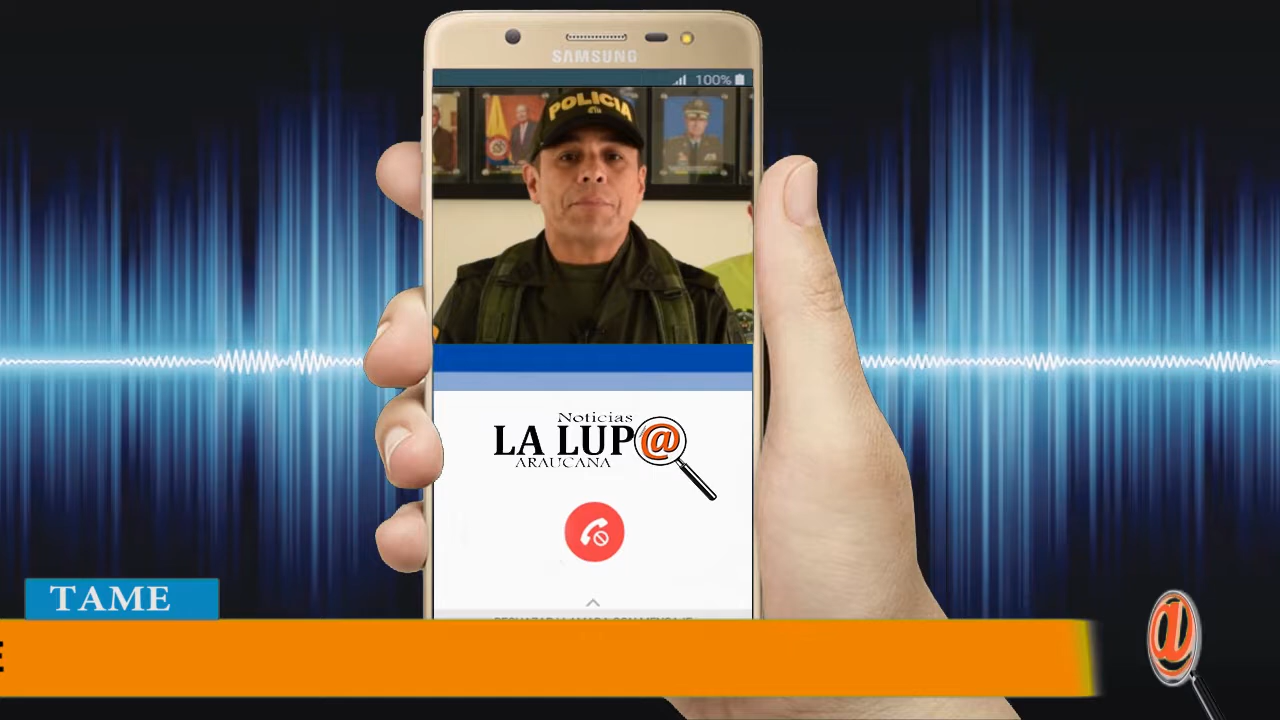 SAMSUNG
100%
POLICIA
Noticias
LA LUP@
ARAUCANA
TAME
E
@